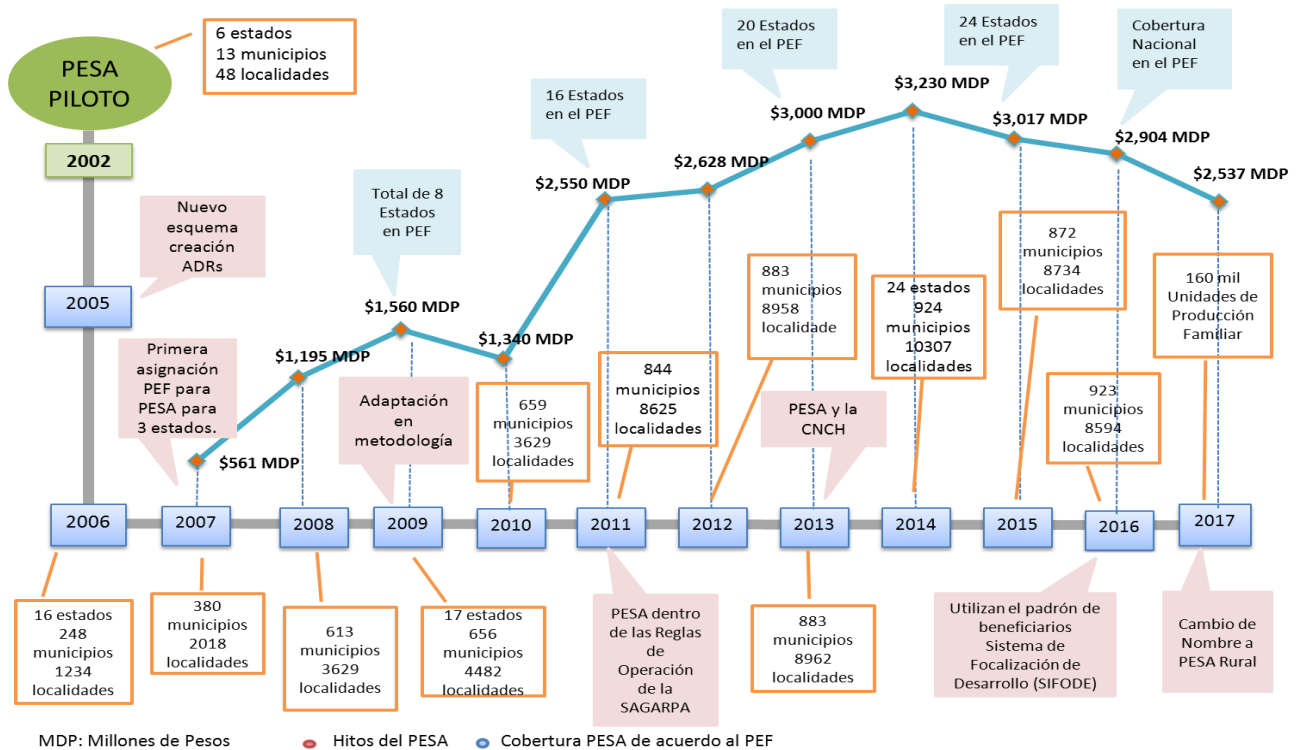 PESA
PILOTO
6 estados
13 municipios
48 localidades
2002
Nuevo
esquema
creación
ADRs
2005
Primera
asignación
PEF para
PESA para
3 estados.
Total de 8
Estados
en PEF
16 Estados
en el PEF
20 Estados
en el PEF
24 Estados
en el PEF
Cobertura
Nacional
en el PEF
$561 MDP
$1,195 MDP
$1,560 MDP
$1,340 MDP
$2,550 MDP
$2,628 MDP
$3,000 MDP
$3,230 MDP
$3,017 MDP
$2,904 MDP
$2,537 MDP
Adaptación
en
metodología
659
municipios
3629
localidades
844
municipios
8625
localidades
883
municipios
8958
localidade
PESA y la
CNCH
24 estados
924
municipios
10307
localidades
872
municipios
8734
localidades
923
municipios
8594
localidades
160 mil
Unidades de
Producción
Familiar
2006
2007
2008
2009
2010
2011
2012
2013
2014
2015
2016
2017
16 estados
248
municipios
1234
localidades
380
municipios
2018
localidades
613
municipios
3629
localidades
17 estados
656
municipios
4482
localidades
PESA dentro
de las Reglas
de
Operación
de la
SAGARPA
883
municipios
8962
localidades
Utilizan el padrón de
beneficiarios
Sistema de
Focalización de
Desarrollo (SIFODE)
Cambio de
Nombre a
PESA Rural
MDP: Millones de Pesos
Hitos del PESA
Cobertura PESA de acuerdo al PEF